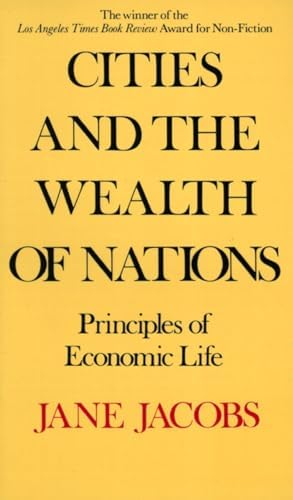 The winner of the
Los Angeles Times Book Review Award for Non-Fiction
CITIES
AND THE
WEALTH
OF NATIONS
Principles of
Economic Life
JANE JACOBS